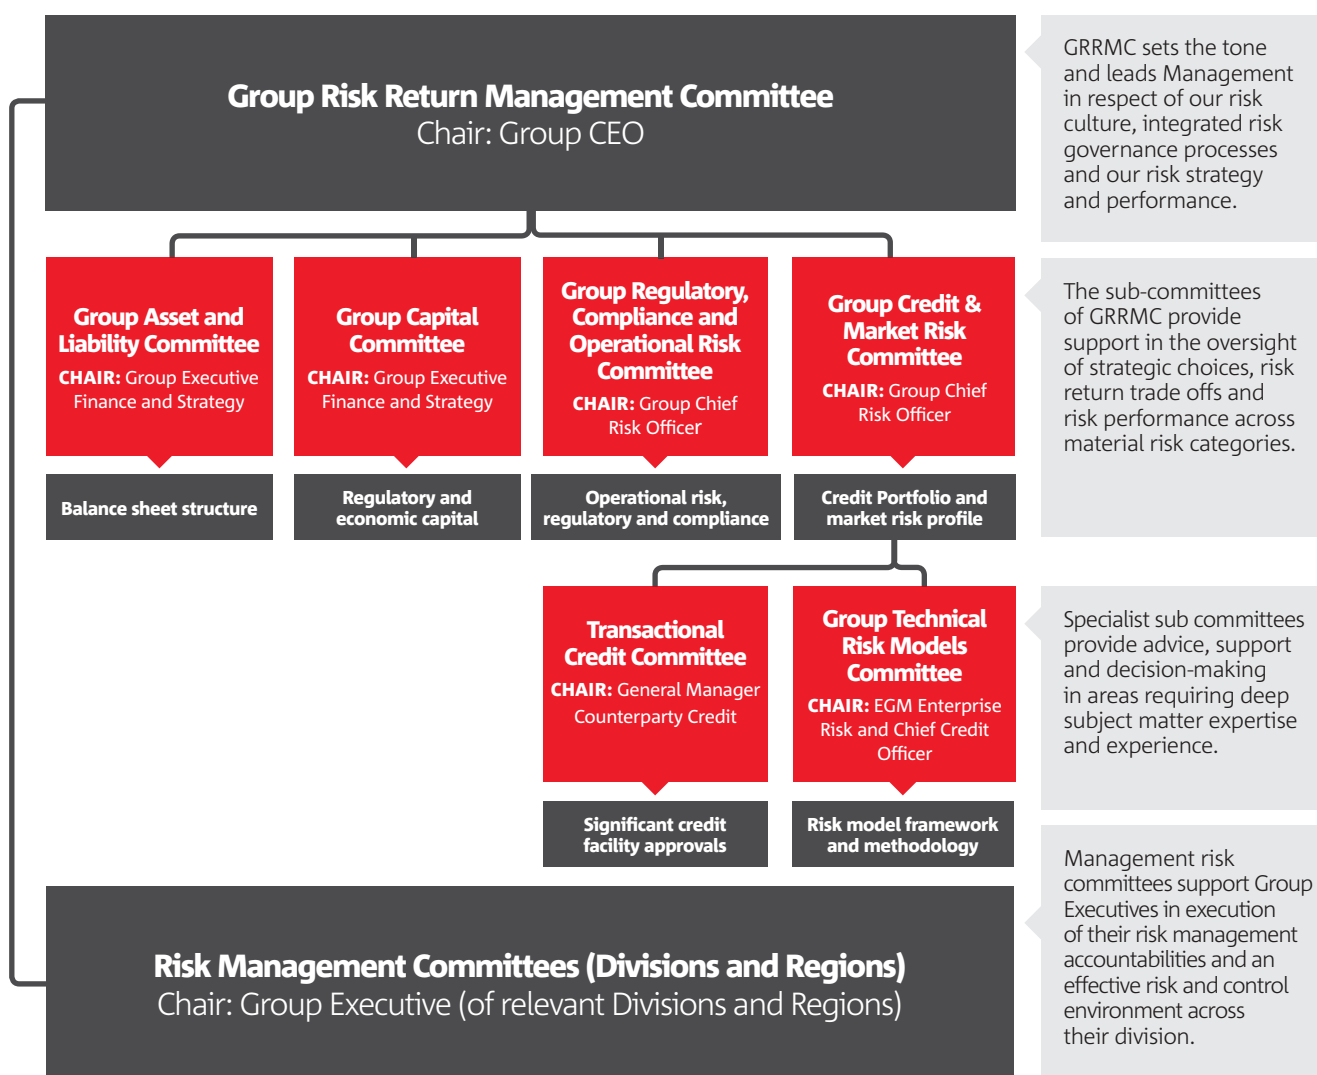 Group Risk Return Management Committee
Chair: Group CEO
GRRMC sets the tone
and leads Management
in respect of our risk
culture, integrated risk
governance processes
and our risk strategy
and performance.
Group Asset and
Liability Committee
CHAIR: Group Executive
Finance and Strategy
Balance sheet structure
Group Capital
Committee
CHAIR: Group Executive
Finance and Strategy
Regulatory and
economic capital
Group Regulatory,
Compliance and
Operational Risk
Committee
CHAIR: Group Chief
Risk Officer
Operational risk,
regulatory and compliance
Group Credit &
Market Risk
Committee
CHAIR: Group Chief
Risk Officer
Credit Portfolio and
market risk profile
The sub-committees
of GRRMC provide
support in the oversight
of strategic choices, risk
return trade offs and
risk performance across
material risk categories.
Transactional
Credit Committee
CHAIR: General Manager
Counterparty Credit
Significant credit
facility approvals
Group Technical
Risk Models
Committee
CHAIR: EGM Enterprise
Risk and Chief Credit
Officer
Risk model framework
and methodology
Specialist sub committees
provide advice, support
and decision-making
in areas requiring deep
subject matter expertise
and experience.
Risk Management Committees (Divisions and Regions)
Chair: Group Executive (of relevant Divisions and Regions)
Management risk
committees support Group
Executives in execution
of their risk management
accountabilities and an
effective risk and control
environment across
their division.